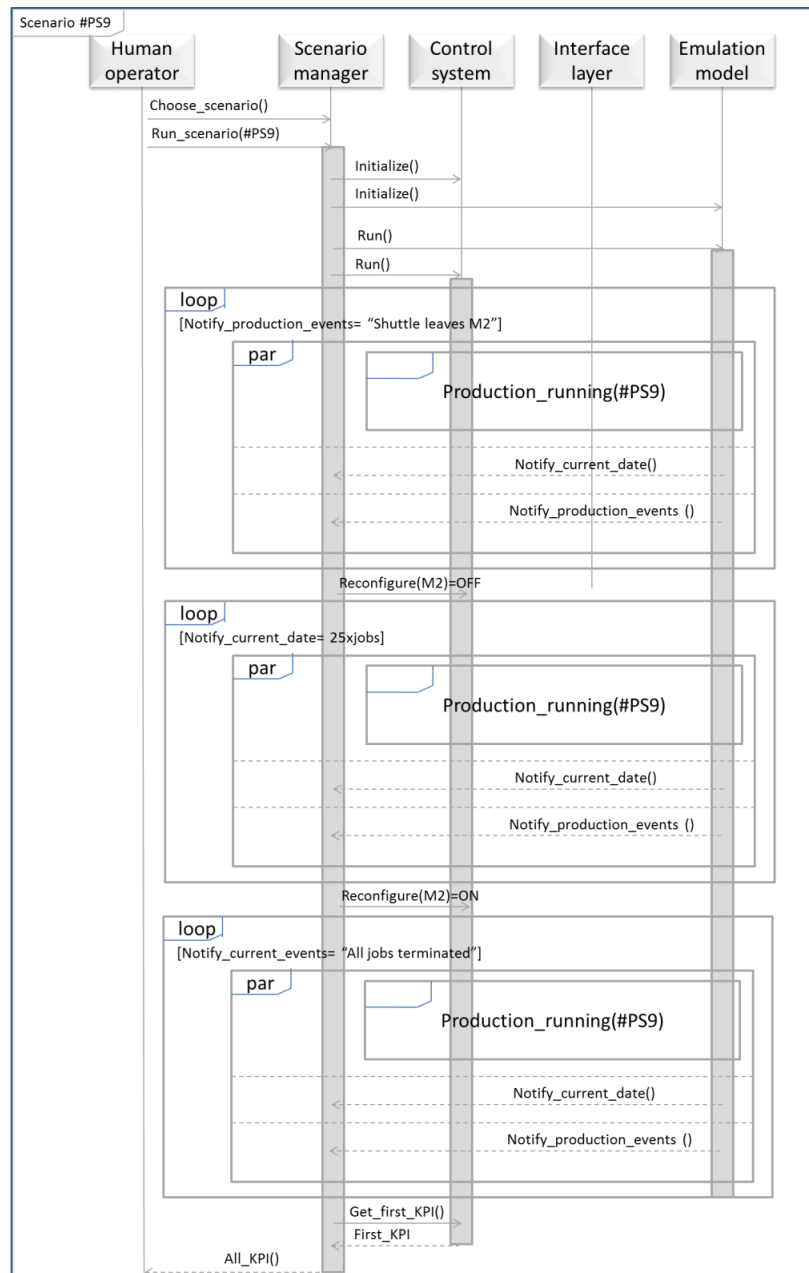 Scenario #PS9
Human operator
Scenario manager
Control system
Interface layer
Emulation model
Choose_scenario()
Run_scenario(#PS9)
Initialize()
Initialize()
Run()
Run()
loop
[Notify_production_events= “Shuttle leaves M2”]
par
Production_running(#PS9)
Notify_current_date()
Notify_production_events ()
Reconfigure(M2)=OFF
loop
[Notify_current_date= 25xjobs]
par
Production_running(#PS9)
Notify_current_date()
Notify_production_events ()
Reconfigure(M2)=ON
loop
[Notify_current_events= “All jobs terminated”]
par
Production_running(#PS9)
Notify_current_date()
Notify_production_events ()
Get_first_KPI()
First_KPI
All_KPI()